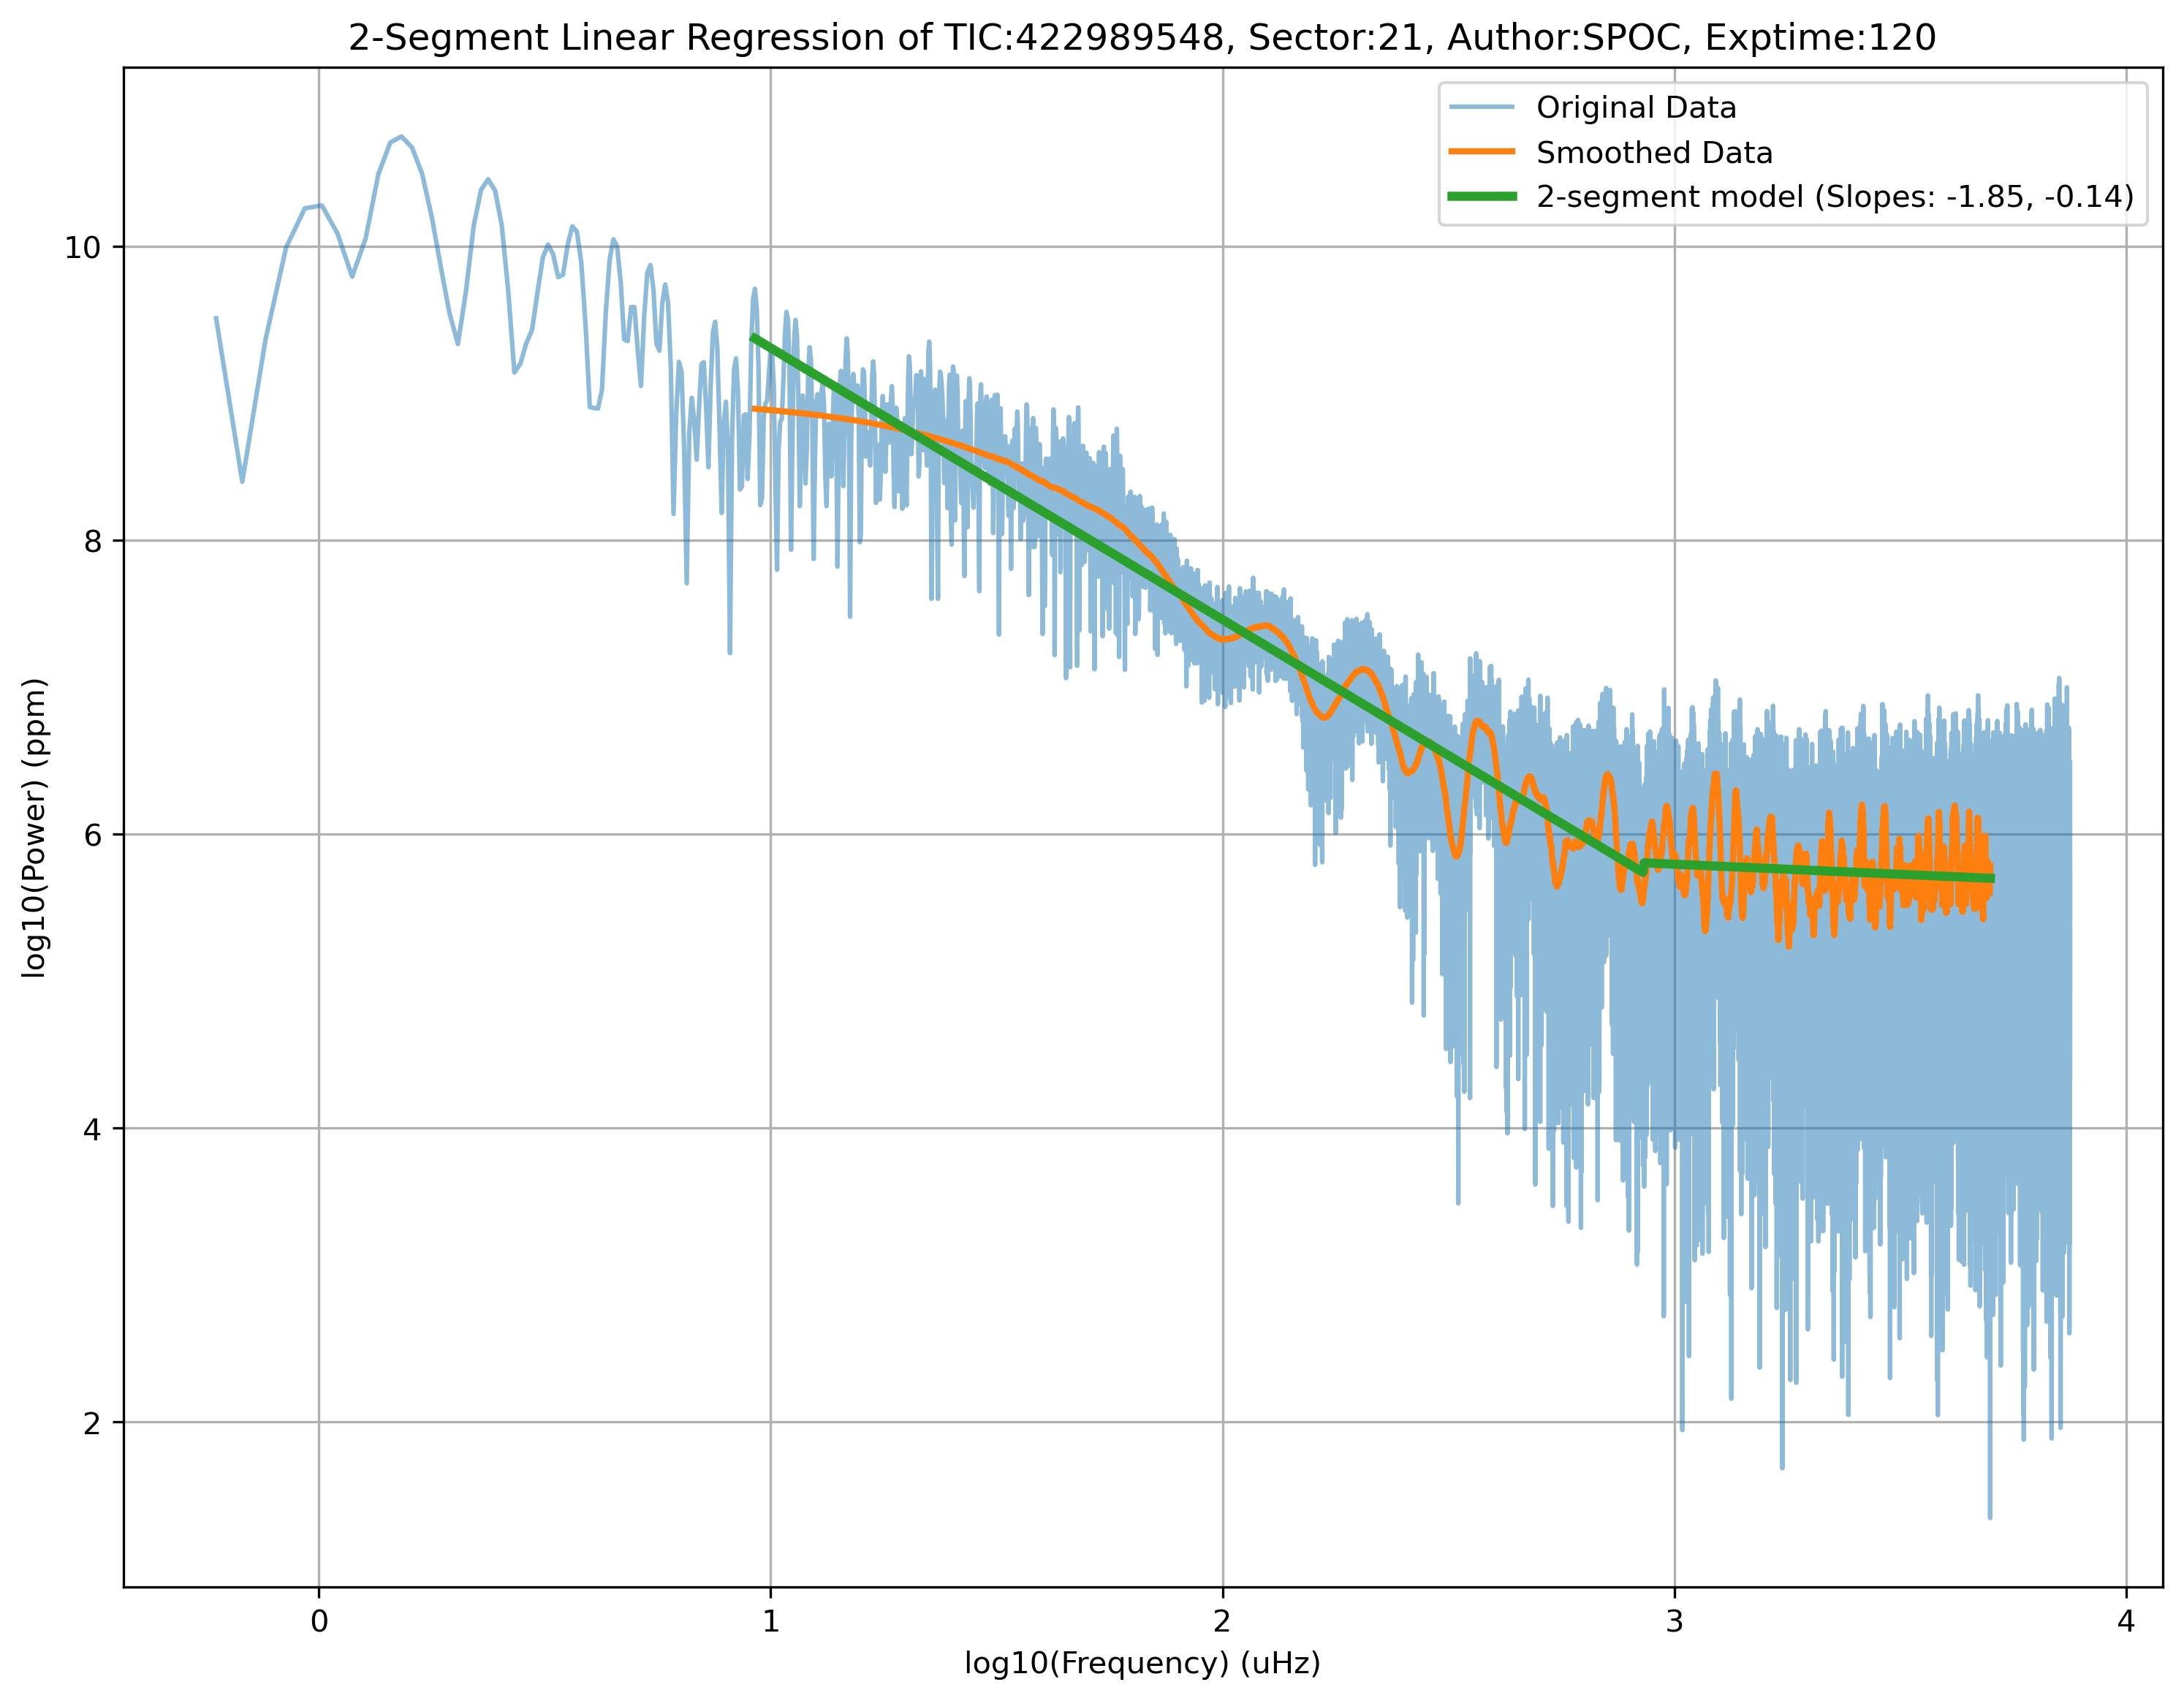 2-Segment Linear Regression of TIC:422989548, Sector:21, Author:SPOC, Exptime:120
Original Data
Smoothed Data
2-segment model (Slopes: -1.85, -0.14)
log10(Power) (ppm)
10
8
6
4
2
0 1 2 3 4
log10(Frequency) (uHz)